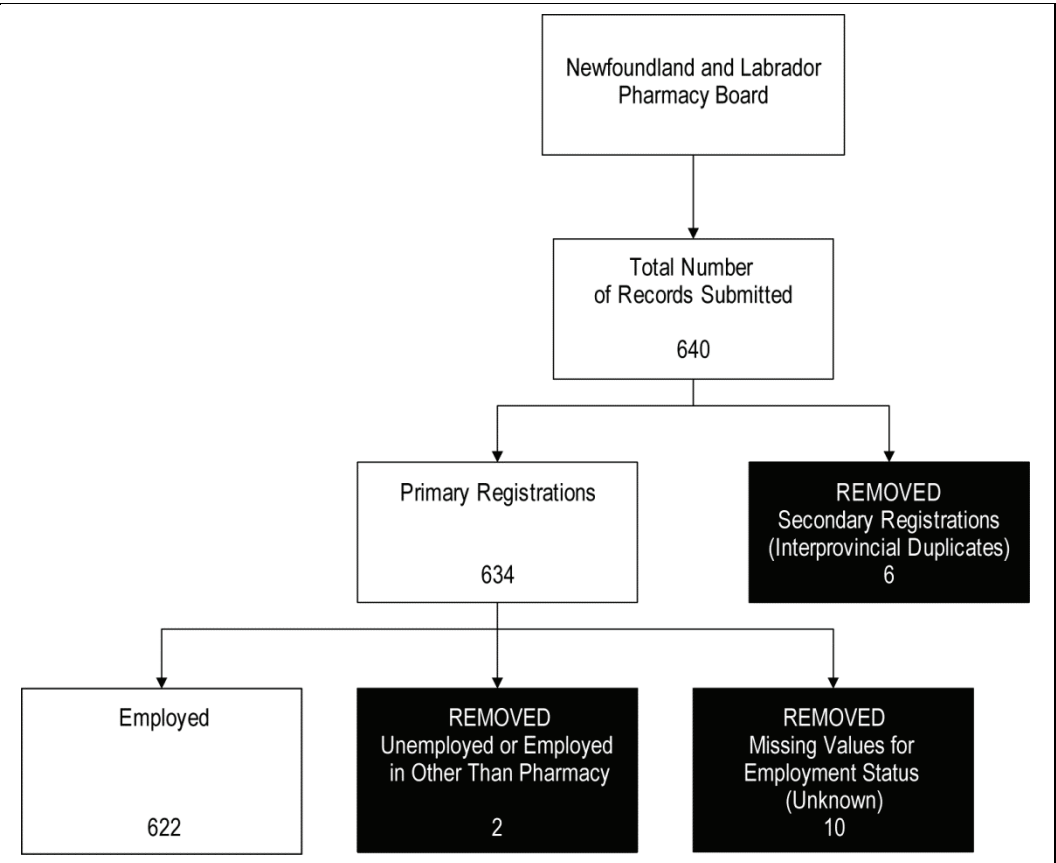 Newfoundland and Labrador
Pharmacy Board
Total Number
of Records Submitted
640
Primary Registrations
634
REMOVED
Secondary Registrations
(Interprovincial Duplicates)
6
Employed
622
REMOVED
Unemployed or Employed
in Other Than Pharmacy
2
REMOVED
Missing Values for
Employment Status
(Unknown)
10